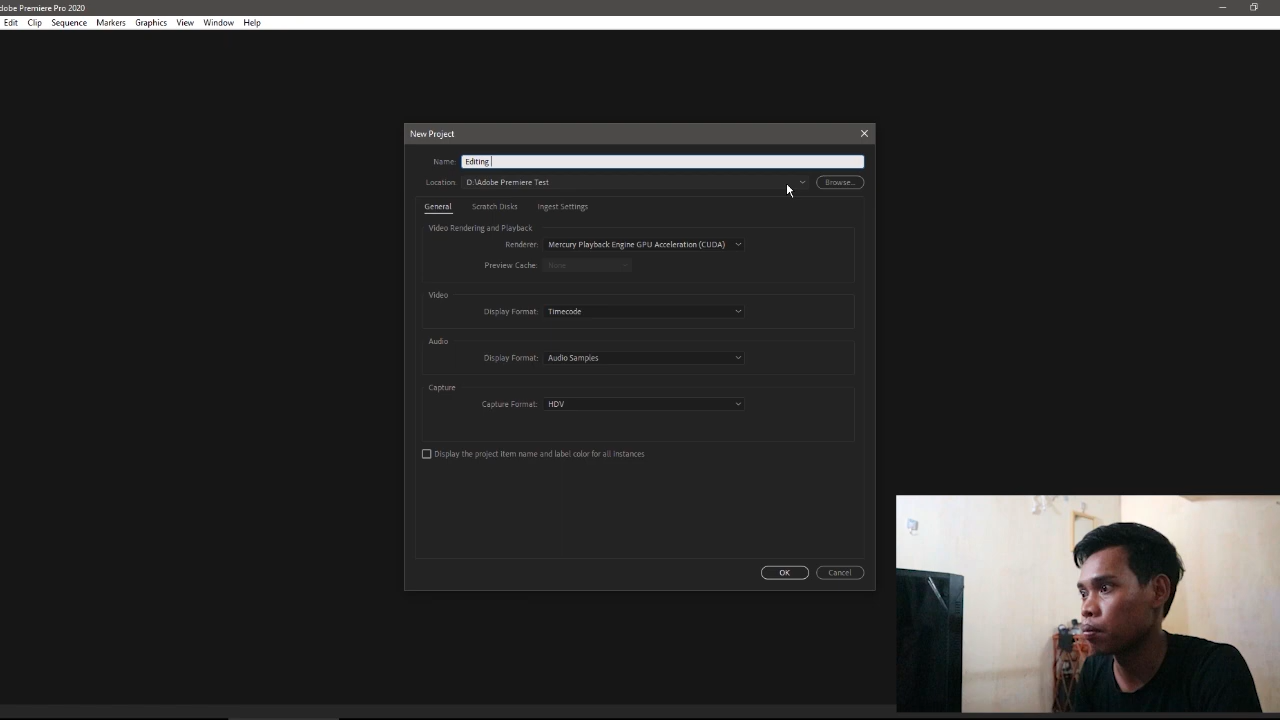 dobe Premiere Pro 2020
Edit Clip Sequence Markers Graphics View Window Help
New Project
Name: Editing
Location: D:\Adobe Premiere Test Browse...
General Scratch Disks Ingest Settings
Video Rendering and Playback
Renderer: Mercury Playback Engine GPU Acceleration (CUDA)
Preview Cache: None
Video
Display Format: Timecode
Audio
Display Format: Audio Samples
Capture
Capture Format: HDV
Display the project item name and label color for all instances
OK Cancel